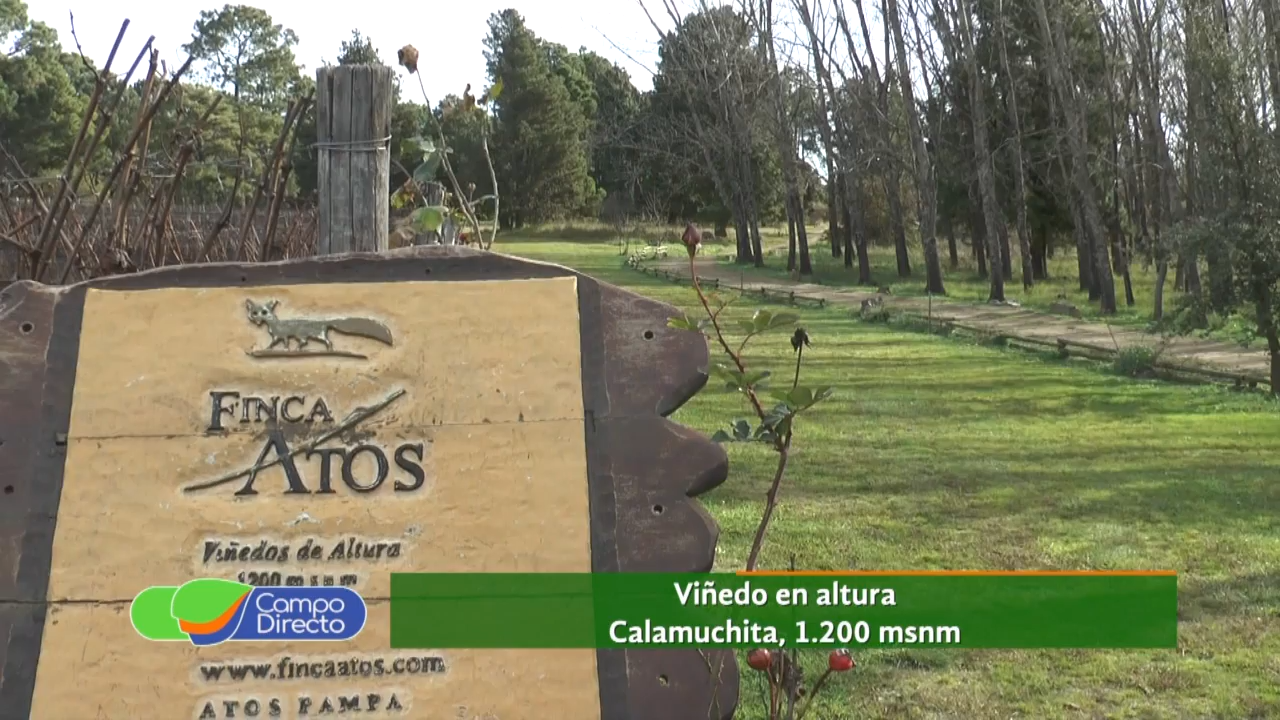 FINCA
ATOS
Viñedos de Altura
1200 m s n m
Campo
Directo
Viñedo en altura
Calamuchita, 1.200 msnm
www.fincaatos.com
ATOS PAMPA